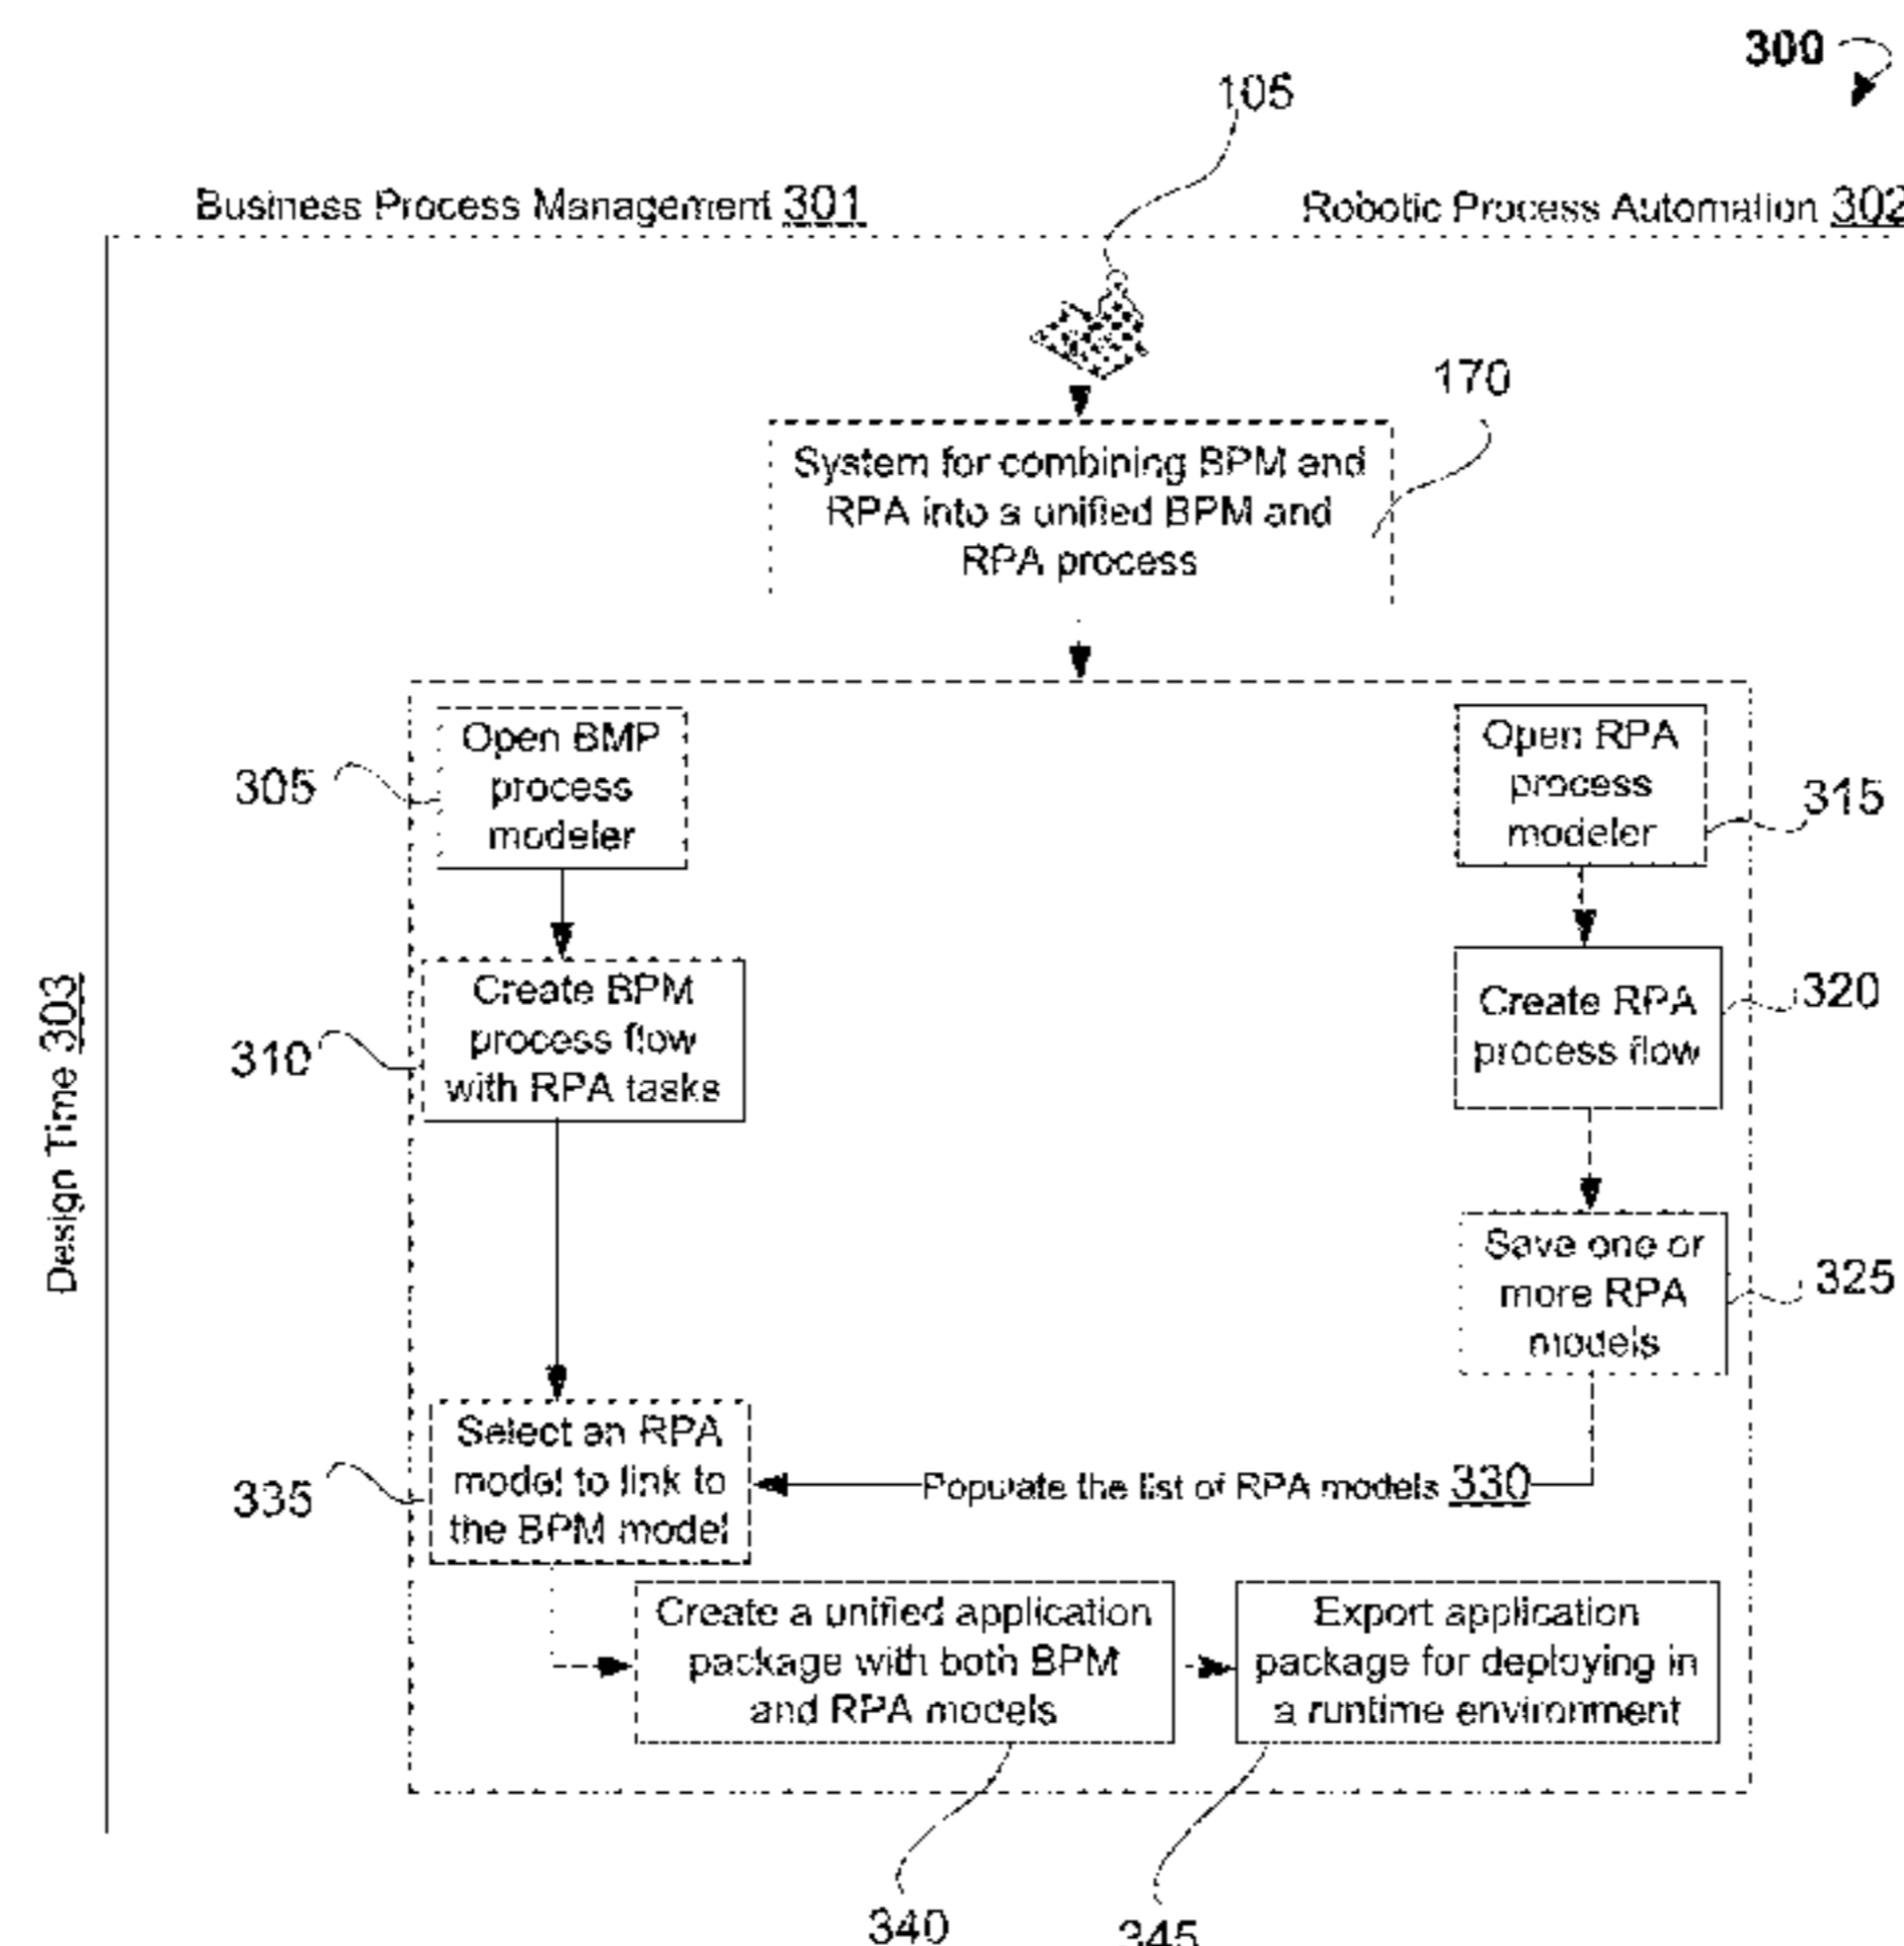 300
105
Business Process Management 301
Robotic Process Automation 302
170
System for combining BPM and
RPA into a unified BPM and
RPA process
Design Time 303
Open BMP
process
modeler
305
Open RPA
process
modeler
315
Create BPM
process flow
with RPA tasks
310
Create RPA
process flow
320
Save one or
more RPA
models
325
Select an RPA
model to link to
the BPM model
335
Populate the list of RPA models 330
Create a unified application
package with both BPM
and RPA models
Export application
package for deploying in
a runtime environment
340
345